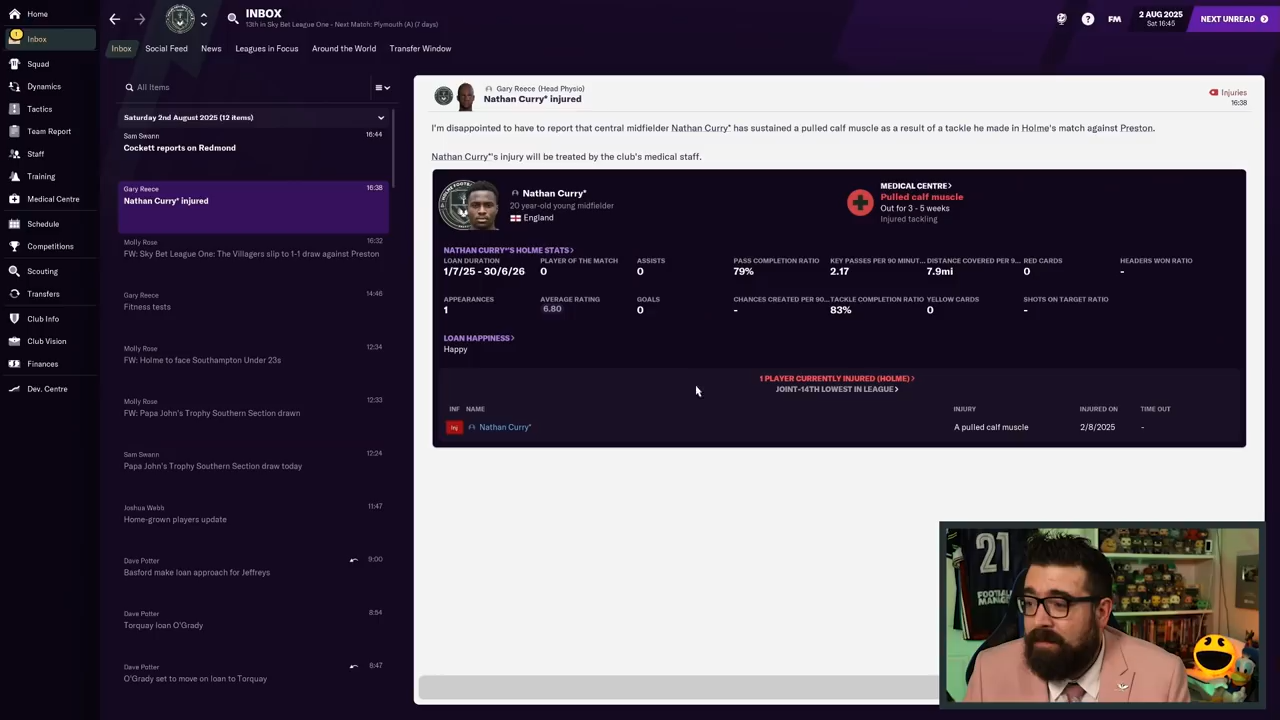 Home
Inbox
Squad
Dynamics
Tactics
Team Report
Staff
Training
Medical Centre
Schedule
Competitions
Scouting
Transfers
Club Info
Club Vision
Finances
Dev. Centre
INBOX
13th in Sky Bet League One - Next Match: Plymouth (A) (7 days)
FM
2 AUG 2025
Sat 16:45
NEXT UNREAD
Inbox
Social Feed
News
Leagues in Focus
Around the World
Transfer Window
All Items
Saturday 2nd August 2025 (12 items)
Sam Swann 16:44
Cockett reports on Redmond
Gary Reece 16:38
Nathan Curry* injured
Molly Rose 16:32
FW: Sky Bet League One: The Villagers slip to 1-1 draw against Preston
Gary Reece 14:46
Fitness tests
Molly Rose 12:34
FW: Holme to face Southampton Under 23s
Molly Rose 12:33
FW: Papa John's Trophy Southern Section drawn
Sam Swann 12:24
Papa John's Trophy Southern Section draw today
Joshua Webb 11:47
Home-grown players update
Dave Potter 9:00
Basford make loan approach for Jeffreys
Dave Potter 8:54
Torquay loan O'Grady
Dave Potter 8:47
O'Grady set to move on loan to Torquay
Gary Reece (Head Physio)
Nathan Curry* injured
Injuries
16:38
I'm disappointed to have to report that central midfielder Nathan Curry* has sustained a pulled calf muscle as a result of a tackle he made in Holme's match against Preston.
Nathan Curry*'s injury will be treated by the club's medical staff.
Nathan Curry*
20 year-old young midfielder
England
MEDICAL CENTRE>
Pulled calf muscle
Out for 3 - 5 weeks
Injured tackling
NATHAN CURRY*'S HOLME STATS>
LOAN DURATION PLAYER OF THE MATCH ASSISTS PASS COMPLETION RATIO KEY PASSES PER 90 MINUT... DISTANCE COVERED PER 9... RED CARDS HEADERS WON RATIO
1/7/25 - 30/6/26 0 0 79% 2.17 7.9mi 0 -
APPEARANCES AVERAGE RATING GOALS CHANCES CREATED PER 90... TACKLE COMPLETION RATIO YELLOW CARDS SHOTS ON TARGET RATIO
1 6.80 0 - 83% 0 -
LOAN HAPPINESS>
Happy
1 PLAYER CURRENTLY INJURED (HOLME)>
JOINT-14TH LOWEST IN LEAGUE>
INF NAME INJURY INJURED ON TIME OUT
Inj Nathan Curry* A pulled calf muscle 2/8/2025 -
21